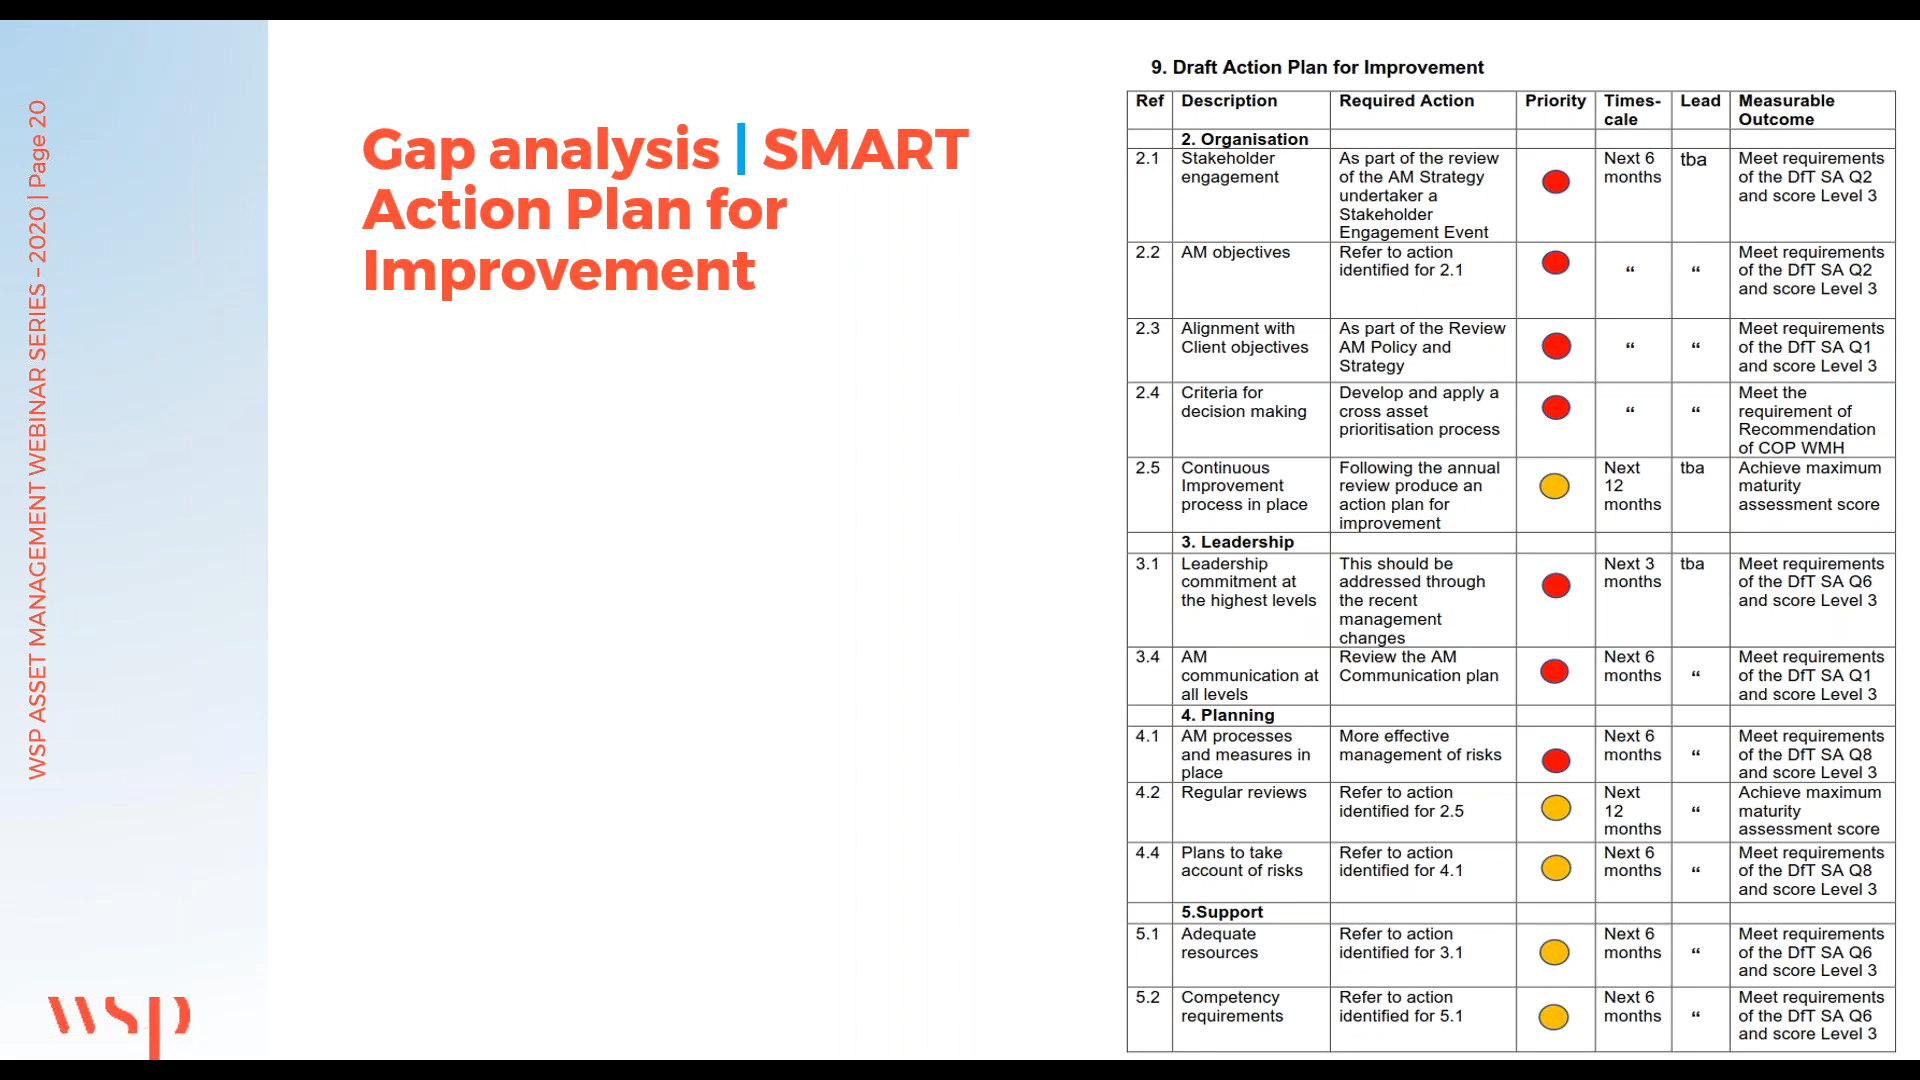 WSP ASSET MANAGEMENT WEBINAR SERIES – 2020 | Page 20
Gap analysis | SMART
Action Plan for
Improvement
wsp
9. Draft Action Plan for Improvement
Ref Description Required Action Priority Times-cale Lead Measurable Outcome
2. Organisation
2.1 Stakeholder engagement As part of the review of the AM Strategy undertaker a Stakeholder Engagement Event Next 6 months tba Meet requirements of the DfT SA Q2 and score Level 3
2.2 AM objectives Refer to action identified for 2.1 “ “ Meet requirements of the DfT SA Q2 and score Level 3
2.3 Alignment with Client objectives As part of the Review AM Policy and Strategy “ “ Meet requirements of the DfT SA Q1 and score Level 3
2.4 Criteria for decision making Develop and apply a cross asset prioritisation process “ “ Meet the requirement of Recommendation of COP WMH
2.5 Continuous Improvement process in place Following the annual review produce an action plan for improvement Next 12 months tba Achieve maximum maturity assessment score
3. Leadership
3.1 Leadership commitment at the highest levels This should be addressed through the recent management changes Next 3 months tba Meet requirements of the DfT SA Q6 and score Level 3
3.4 AM communication at all levels Review the AM Communication plan Next 6 months “ Meet requirements of the DfT SA Q1 and score Level 3
4. Planning
4.1 AM processes and measures in place More effective management of risks Next 6 months “ Meet requirements of the DfT SA Q8 and score Level 3
4.2 Regular reviews Refer to action identified for 2.5 Next 12 months “ Achieve maximum maturity assessment score
4.4 Plans to take account of risks Refer to action identified for 4.1 Next 6 months “ Meet requirements of the DfT SA Q8 and score Level 3
5.Support
5.1 Adequate resources Refer to action identified for 3.1 Next 6 months “ Meet requirements of the DfT SA Q6 and score Level 3
5.2 Competency requirements Refer to action identified for 5.1 Next 6 months “ Meet requirements of the DfT SA Q6 and score Level 3